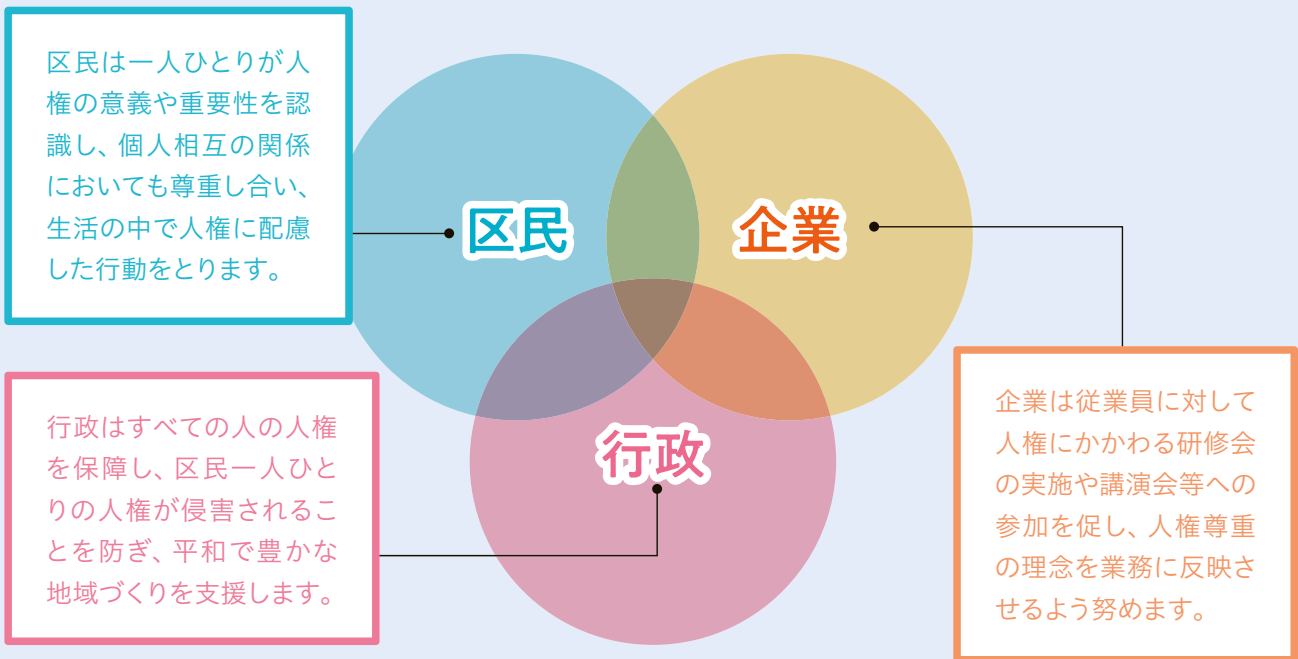 区民は一人ひとりが人
権の意義や重要性を認
識し、個人相互の関係
においても尊重し合い、
生活の中で人権に配慮
した行動をとります。
区民
企業
行政
行政はすべての人の人権
を保障し、区民一人ひと
りの人権が侵害されるこ
とを防ぎ、平和で豊かな
地域づくりを支援します。
企業は従業員に対して
人権にかかわる研修会
の実施や講演会等への
参加を促し、人権尊重
の理念を業務に反映さ
せるよう努めます。